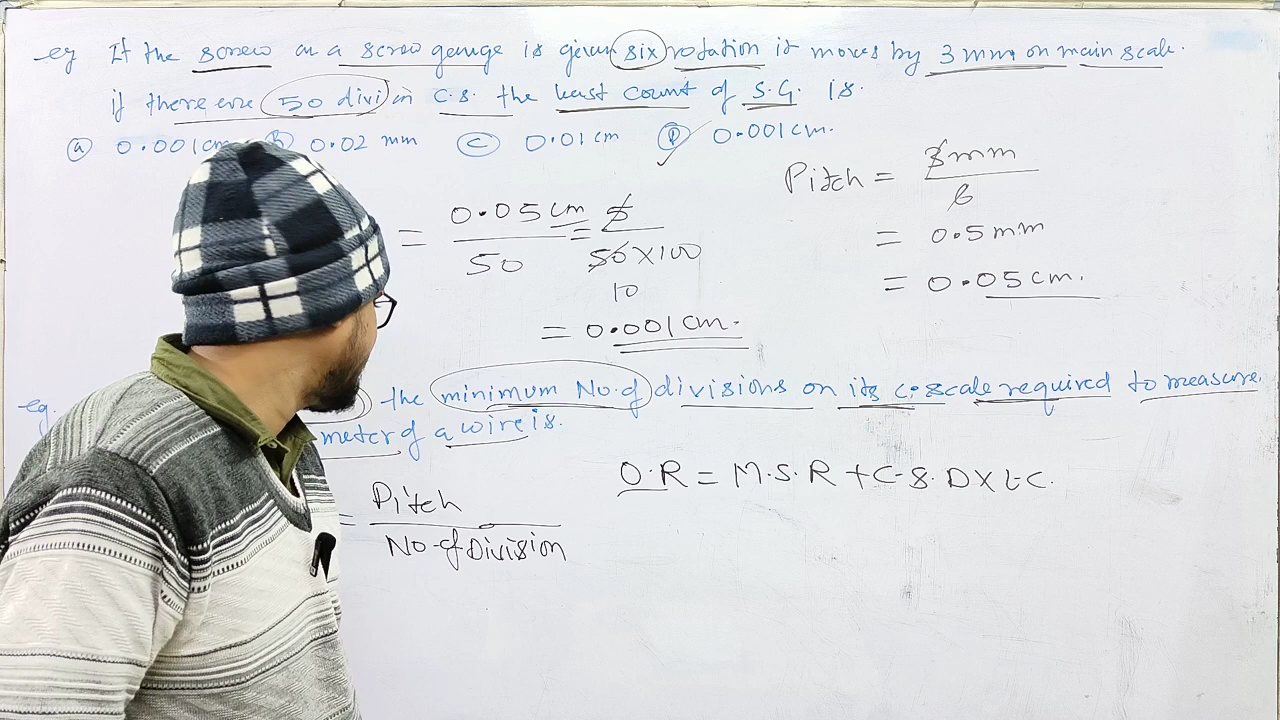 eg If the screw on a screw gauge is given six rotation it moves by 3 mm on main scale.
if there are 50 divi in C.S. the least count of S.G. is.
(a) 0.001 cm (b) 0.02 mm (c) 0.01 cm (D) 0.001 cm.
Pitch = 3mm / 6
= 0.5 mm
= 0.05 cm.
= 0.05 cm / 50 = 5 / 50 x 100
10
= 0.001 cm.
eg. the minimum No. of divisions on its c. scale required to measure
meter of a wire is.
O.R = M.S.R + C.S.D x L.C.
= Pitch / No. of Division